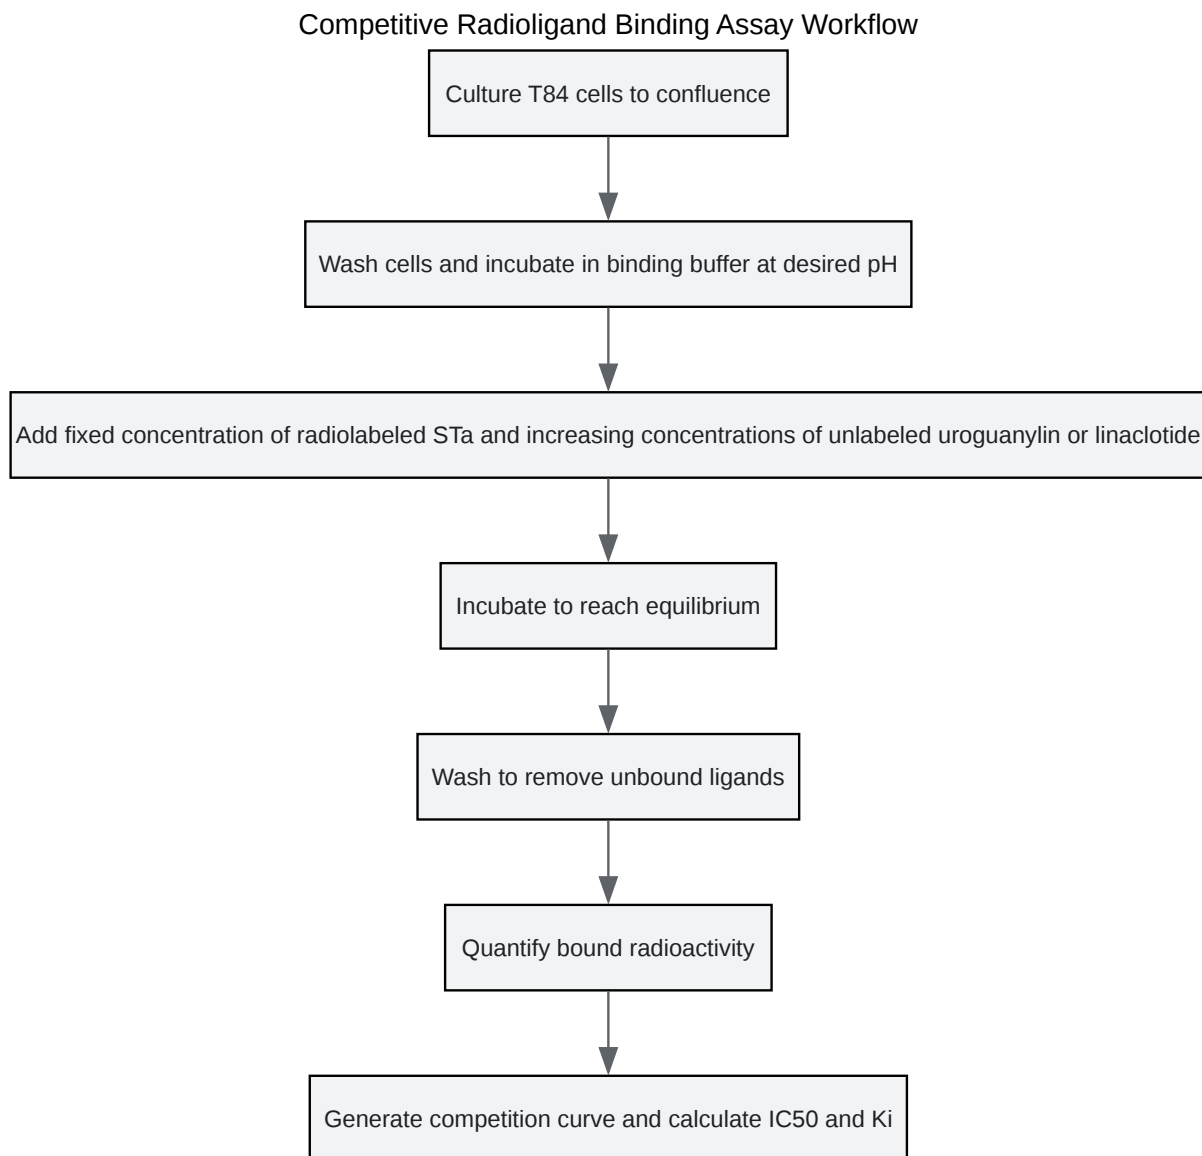 Competitive Radioligand Binding Assay Workflow
Culture T84 cells to confluence
Wash cells and incubate in binding buffer at desired pH
Add fixed concentration of radiolabeled STa and increasing concentrations of unlabeled uroguanylin or linaclotide
Incubate to reach equilibrium
Wash to remove unbound ligands
Quantify bound radioactivity
Generate competition curve and calculate IC50 and Ki